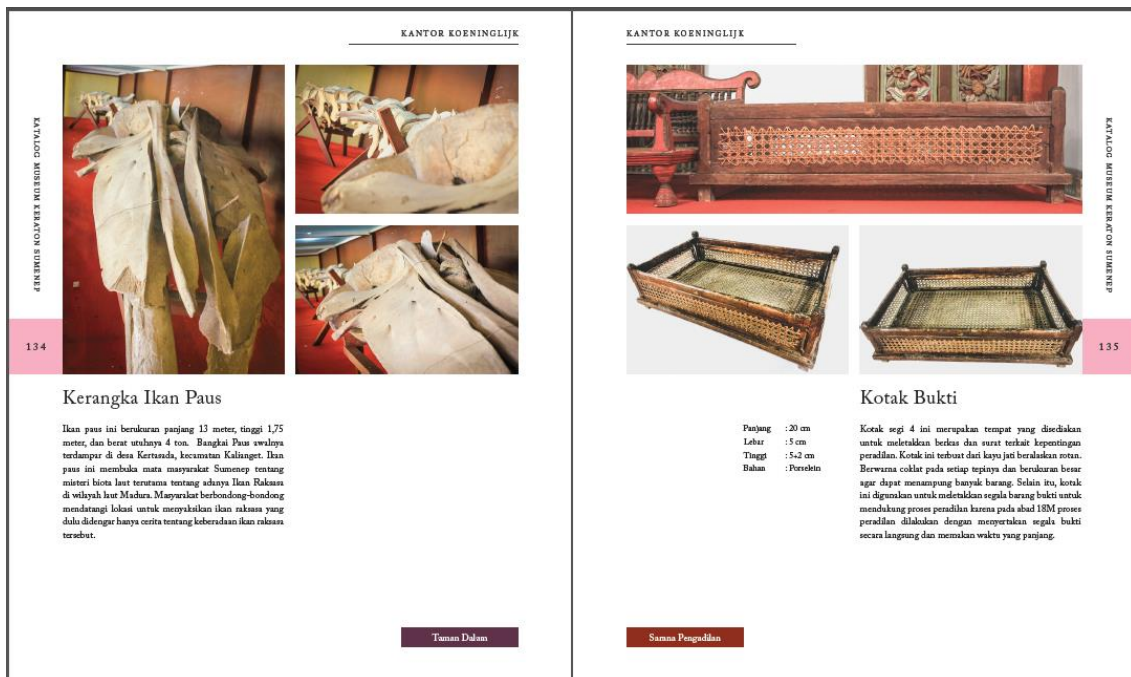 KANTOR KOENINGLIJK
KATALOG MUSEUM KERATON SUMENEP
134
Kerangka Ikan Paus
Ikan paus ini berukuran panjang 13 meter, tinggi 1,75
meter, dan berat utuhnya 4 ton. Bangkai Paus awalnya
terdampar di desa Kertasada, kecamatan Kalianget. Ikan
paus ini membuka mata masyarakat Sumenep tentang
misteri biota laut terutama tentang adanya Ikan Raksasa
di wilayah laut Madura. Masyarakat berbondong-bondong
mendatangi lokasi untuk menyaksikan ikan raksasa yang
dulu didengar hanya cerita tentang keberadaan ikan raksasa
tersebut.
Taman Dalam
KANTOR KOENINGLIJK
KATALOG MUSEUM KERATON SUMENEP
135
Kotak Bukti
Panjang : 20 cm
Lebar : 5 cm
Tinggi : 5+2 cm
Bahan : Porselein
Kotak segi 4 ini merupakan tempat yang disediakan
untuk meletakkan berkas dan surat terkait kepentingan
peradilan. Kotak ini terbuat dari kayu jati beralaskan rotan.
Berwarna coklat pada setiap tepinya dan berukuran besar
agar dapat menampung banyak barang. Selain itu, kotak
ini digunakan untuk meletakkan segala barang bukti untuk
mendukung proses peradilan karena pada abad 18M proses
peradilan dilakukan dengan menyertakan segala bukti
secara langsung dan memakan waktu yang panjang.
Sarana Pengadilan